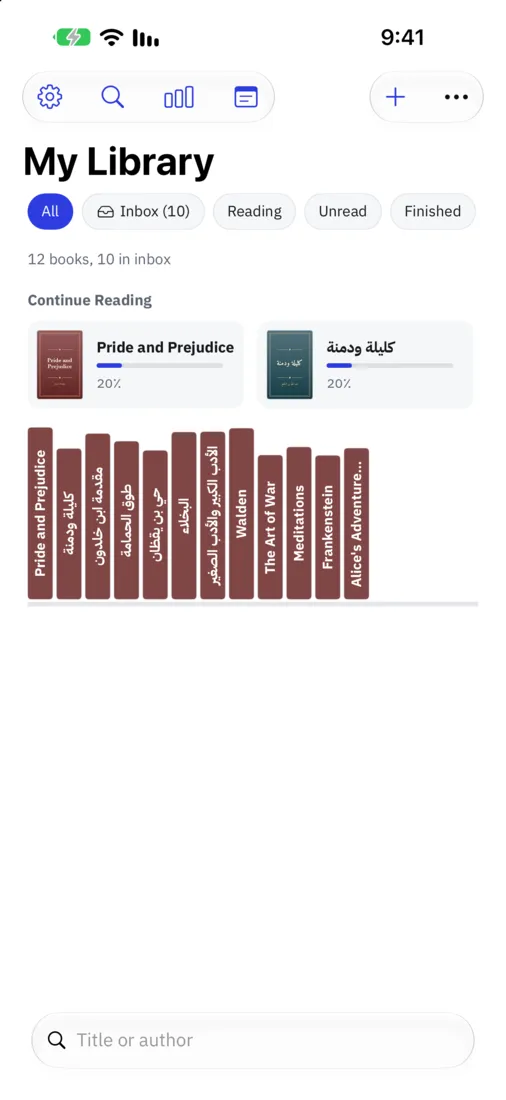 9:41
My Library
All
Inbox (10)
Reading
Unread
Finished
12 books, 10 in inbox
Continue Reading
Pride and Prejudice
Pride and Prejudice
20٪
كليلة ودمنة
كليلة ودمنة
20٪
Pride and Prejudice
كليلة ودمنة
مقدمة ابن خلدون
طوق الحمامة
حي بن يقظان
البخلاء
الأدب الكبير والأدب الصغير
Walden
The Art of War
Meditations
Frankenstein
Alice's Adventure...
Title or author